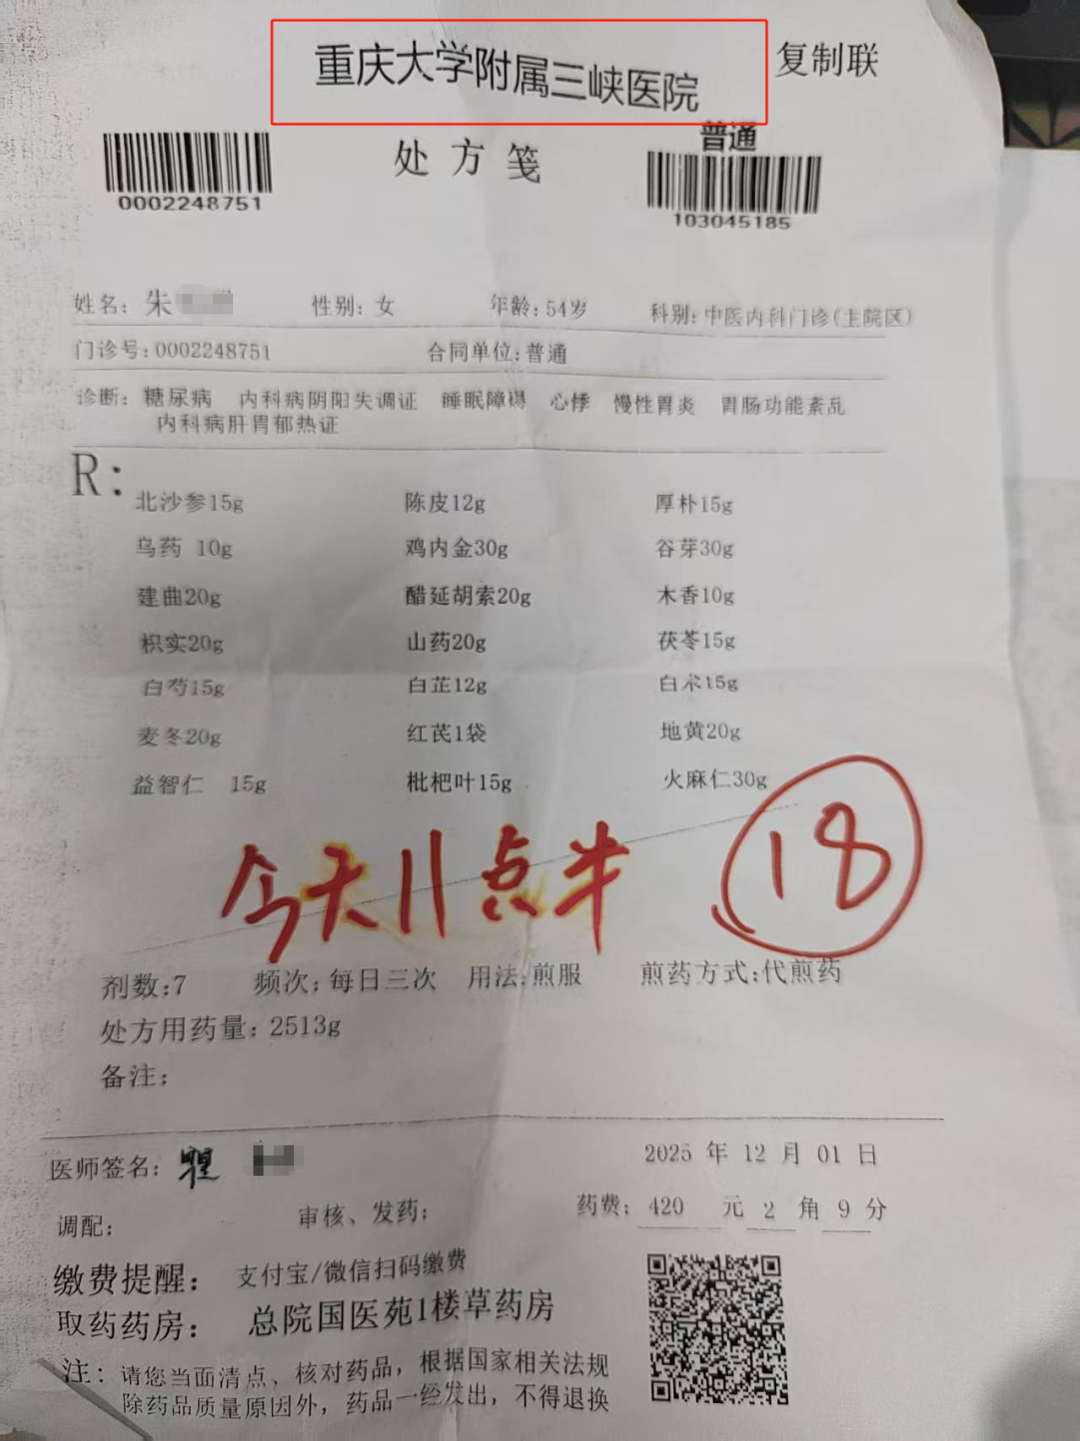 重庆大学附属三峡医院 复制联
普通
处方笺
0002248751
103045185
姓名：朱 性别：女 年龄：54岁 科别：中医内科门诊(主院区)
门诊号：0002248751 合同单位：普通
诊断：糖尿病 内科病阴阳失调证 睡眠障碍 心悸 慢性胃炎 胃肠功能紊乱
内科病肝胃郁热证
R：
北沙参15g 陈皮12g 厚朴15g
乌药 10g 鸡内金30g 谷芽30g
建曲20g 醋延胡索20g 木香10g
枳实20g 山药20g 茯苓15g
白芍15g 白芷12g 白术15g
麦冬20g 红芪1袋 地黄20g
益智仁 15g 枇杷叶15g 火麻仁30g
今天11点半 18
剂数：7 频次：每日三次 用法：煎服 煎药方式：代煎药
处方用药量：2513g
备注：
医师签名： 2025 年 12 月 01 日
调配： 审核、发药： 药费：420 元 2 角 9 分
缴费提醒： 支付宝/微信扫码缴费
取药药房： 总院国医苑1楼草药房
注：请您当面清点、核对药品，根据国家相关法规
除药品质量原因外，药品一经发出，不得退换